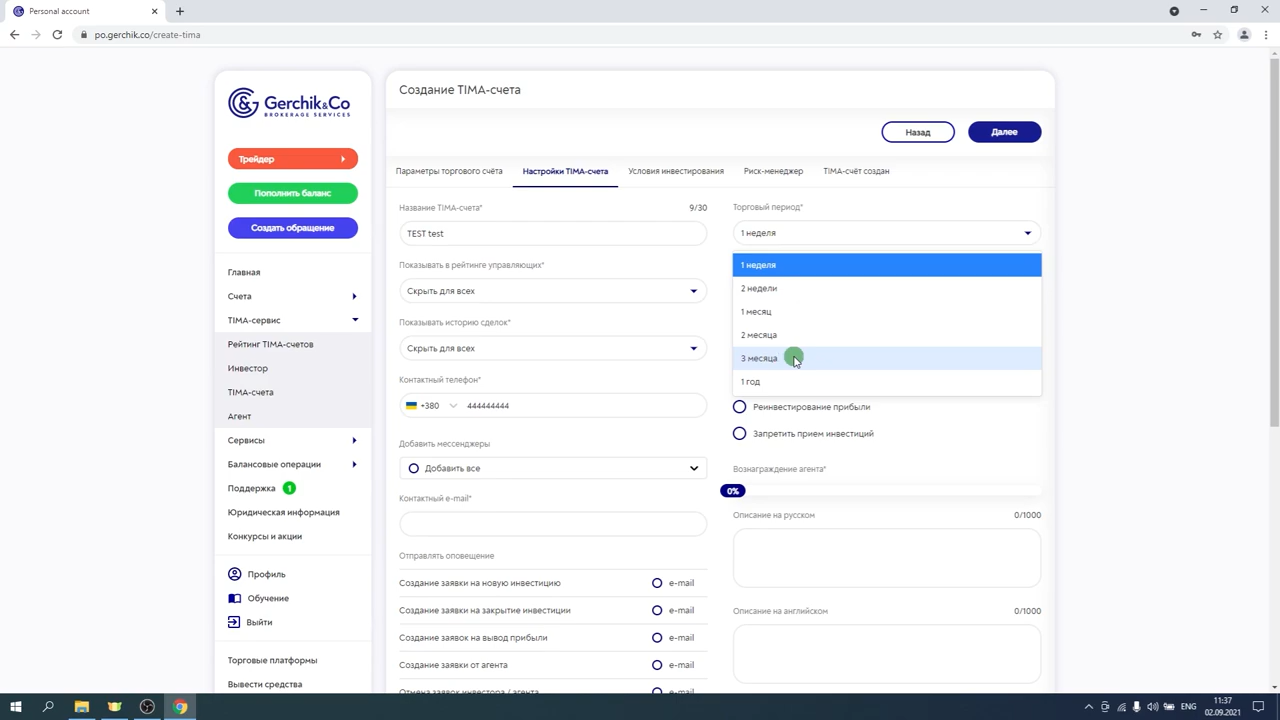 Personal account
po.gerchik.co/create-tima
Gerchik&Co
BROKERAGE SERVICES
Трейдер
Пополнить баланс
Создать обращение
Главная
Счета
TIMA-сервис
Рейтинг TIMA-счетов
Инвестор
TIMA-счета
Агент
Сервисы
Балансовые операции
Поддержка 1
Юридическая информация
Конкурсы и акции
Профиль
Обучение
Выйти
Торговые платформы
Вывести средства
Создание TIMA-счета
Назад
Далее
Параметры торгового счёта
Настройки TIMA-счета
Условия инвестирования
Риск-менеджер
TIMA-счёт создан
Название TIMA-счета*
9/30
TEST test
Показывать в рейтинге управляющих*
Скрыть для всех
Показывать историю сделок*
Скрыть для всех
Контактный телефон*
+380 444444444
Добавить мессенджеры
Добавить все
Контактный e-mail*
Отправлять оповещение
Создание заявки на новую инвестицию e-mail
Создание заявки на закрытие инвестиции e-mail
Создание заявок на вывод прибыли e-mail
Создание заявки от агента e-mail
Отмена заявок инвестора / агента e-mail
Торговый период*
1 неделя
1 неделя
2 недели
1 месяц
2 месяца
3 месяца
1 год
Реинвестирование прибыли
Запретить прием инвестиций
Вознаграждение агента*
0%
Описание на русском
0/1000
Описание на английском
0/1000
ENG
11:37
02.09.2021